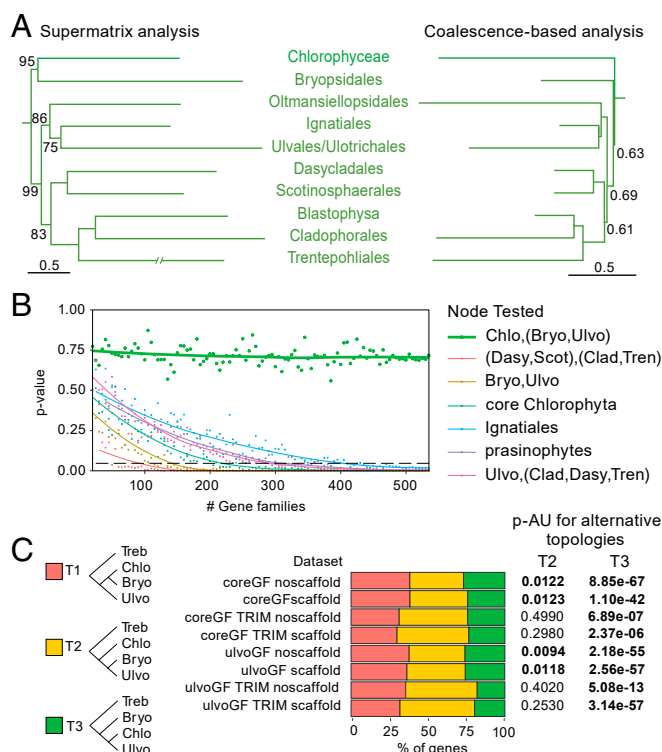 A Supermatrix analysis Coalescence-based analysis
95 Chlorophyceae
Bryopsidales
86 Oltmansiellopsidales
Ignatiales
75 Ulvales/Ulotrichales 0.63
Dasycladales
99 Scotinosphaerales 0.69
Blastophysa
83 Cladophorales 0.61
Trentepohliales
0.5 0.5
B
Node Tested
1.00
Chlo,(Bryo,Ulvo)
0.75
(Dasy,Scot),(Clad,Tren)
Bryo,Ulvo
0.50
core Chlorophyta
Ignatiales
0.25
prasinophytes
0.00
Ulvo,(Clad,Dasy,Tren)
p-value
100 200 300 400 500
# Gene families
C
T1
Treb
Chlo
Bryo
Ulvo
T2
Treb
Chlo
Bryo
Ulvo
T3
Treb
Bryo
Chlo
Ulvo
p-AU for alternative
topologies
Dataset T2 T3
coreGF noscaffold 0.0122 8.85e-67
coreGFscaffold 0.0123 1.10e-42
coreGF TRIM noscaffold 0.4990 6.89e-07
coreGF TRIM scaffold 0.2980 2.37e-06
ulvoGF noscaffold 0.0094 2.18e-55
ulvoGF scaffold 0.0118 2.56e-57
ulvoGF TRIM noscaffold 0.4020 5.08e-13
ulvoGF TRIM scaffold 0.2530 3.14e-57
0 25 50 75 100
% of genes